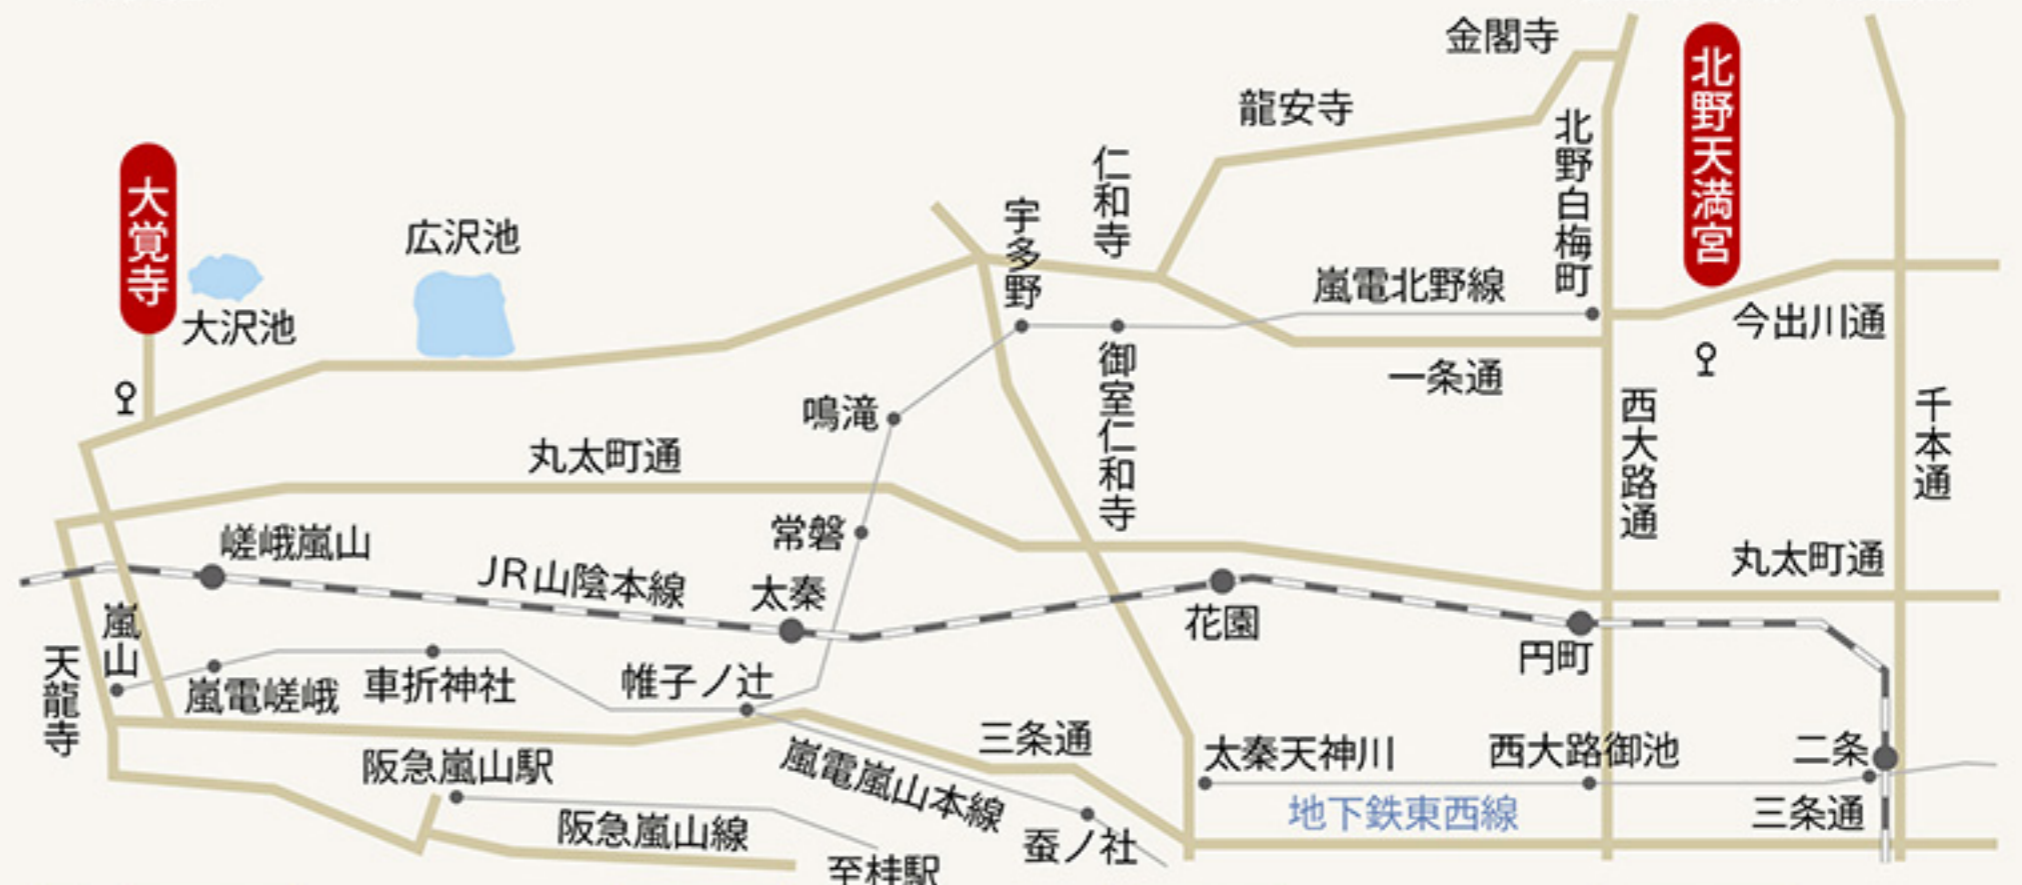 金閣寺
北野天満宮
龍安寺
北野白梅町
仁和寺
大覚寺
宇多野
広沢池
嵐電北野線
大沢池
今出川通
御室仁和寺
一条通
鳴滝
西大路通
千本通
丸太町通
常磐
嵯峨嵐山
丸太町通
JR山陰本線
太秦
花園
嵐山
円町
天龍寺
嵐電嵯峨
車折神社
帷子ノ辻
三条通
太秦天神川
西大路御池
二条
阪急嵐山駅
嵐電嵐山本線
地下鉄東西線
三条通
阪急嵐山線
蚕ノ社
至桂駅